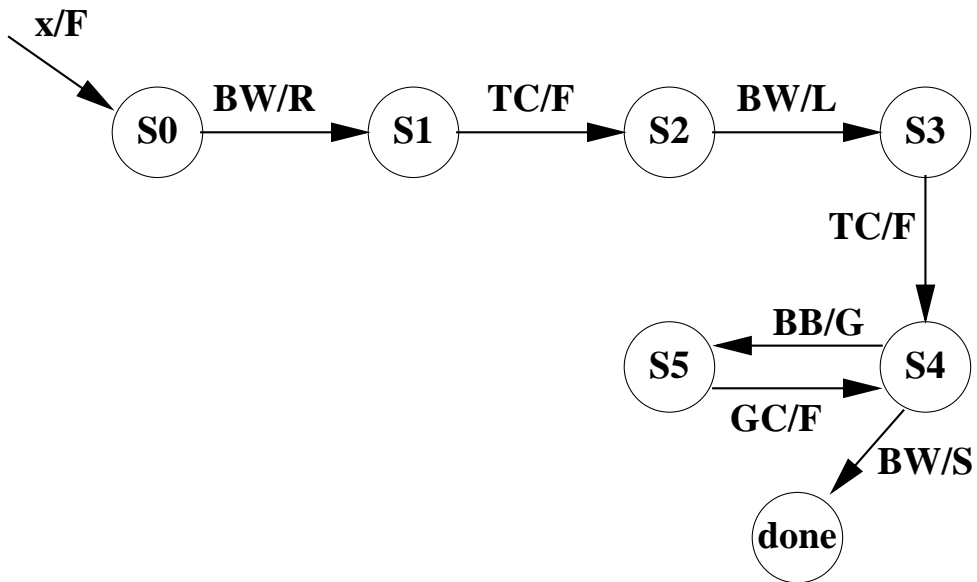 x/F
S0
BW/R
S1
TC/F
S2
BW/L
S3
TC/F
S4
BB/G
S5
GC/F
BW/S
done